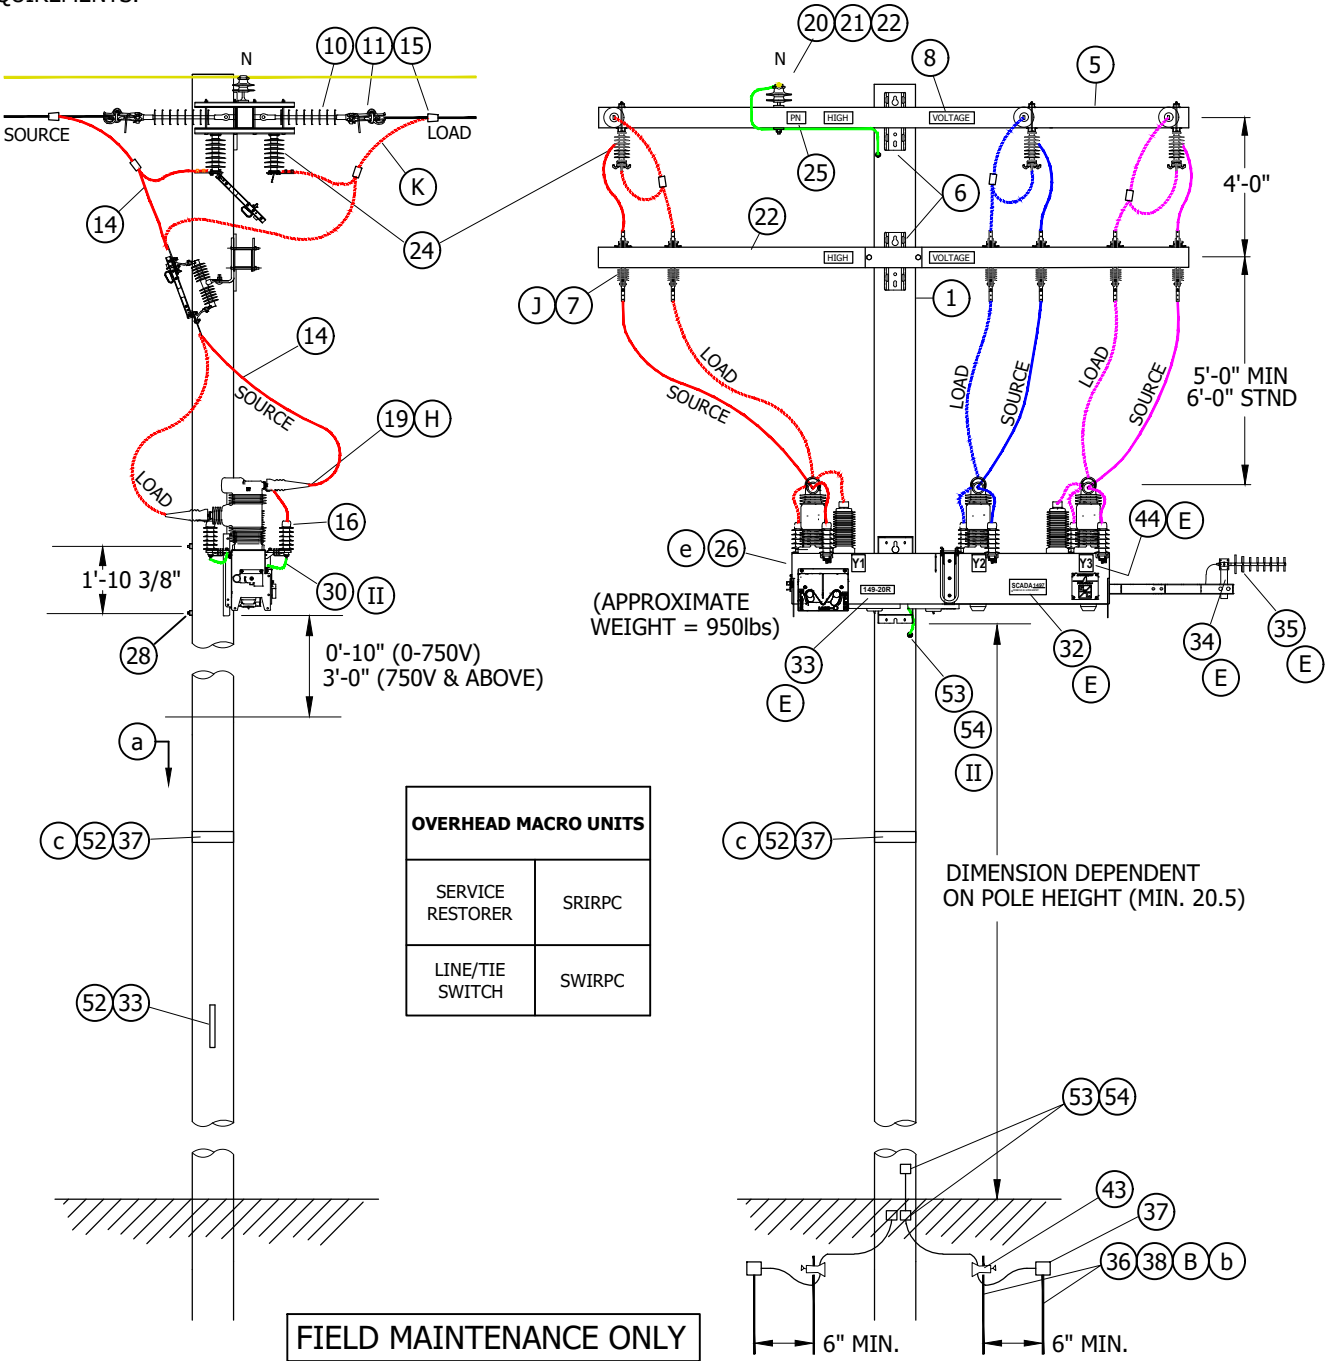 QUIREMENTS.
N
10 11 15
SOURCE
LOAD
K
14
24
14
SOURCE
19 H
LOAD
16
1'-10 3/8"
30 II
28
0'-10" (0-750V)
3'-0" (750V & ABOVE)
a
c 52 37
52 33
OVERHEAD MACRO UNITS
SERVICE
RESTORER
SRIRPC
LINE/TIE
SWITCH
SWIRPC
20 21 22
N
8
5
PN
HIGH
VOLTAGE
25
6
4'-0"
22
HIGH
VOLTAGE
J 7
1
LOAD
SOURCE
LOAD
SOURCE
LOAD
SOURCE
5'-0" MIN
6'-0" STND
e 26
44 E
Y1
Y2
Y3
149-20R
SCADA1497
(APPROXIMATE
WEIGHT = 950lbs)
33
E
53
54
II
32
E
34
E
35
E
c 52 37
DIMENSION DEPENDENT
ON POLE HEIGHT (MIN. 20.5)
53 54
43
37
36 38 B b
6" MIN.
6" MIN.
FIELD MAINTENANCE ONLY